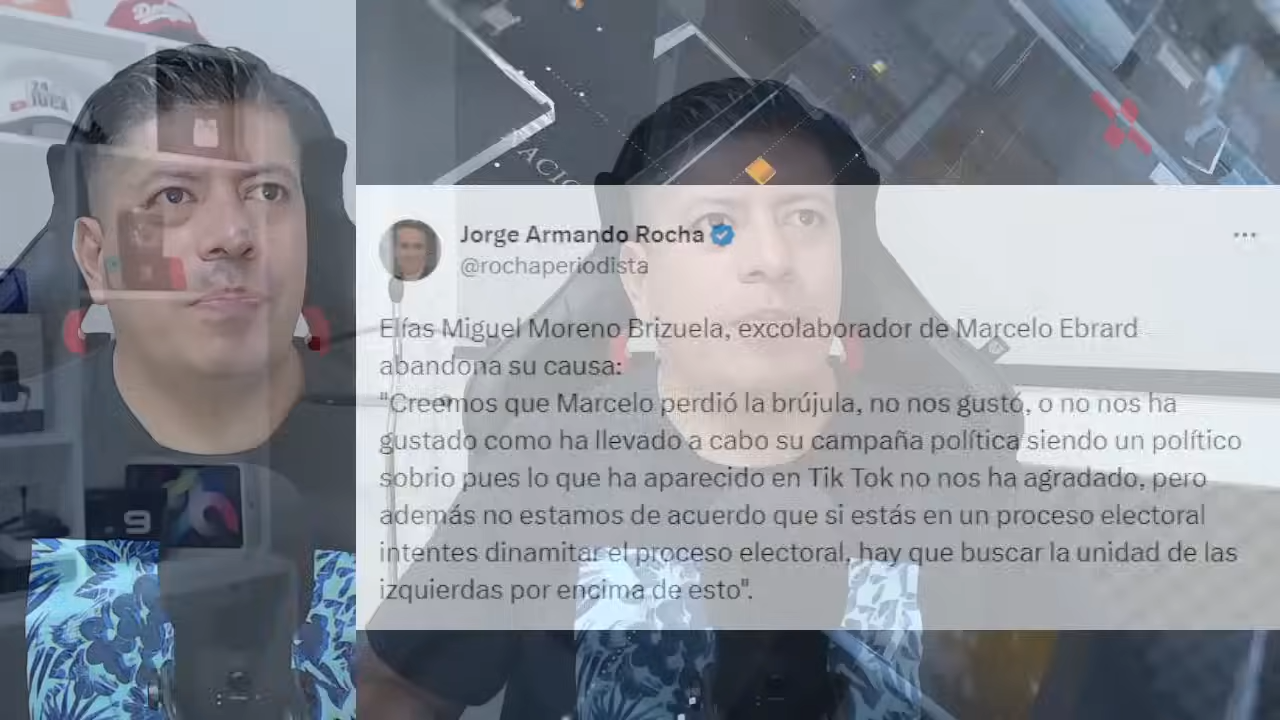 Dodgers
NACIO
Jorge Armando Rocha
@rochaperiodista
Elías Miguel Moreno Brizuela, excolaborador de Marcelo Ebrard
abandona su causa:
"Creemos que Marcelo perdió la brújula, no nos gustó, o no nos ha
gustado como ha llevado a cabo su campaña política siendo un político
sobrio pues lo que ha aparecido en Tik Tok no nos ha agradado, pero
además no estamos de acuerdo que si estás en un proceso electoral
intentes dinamitar el proceso electoral, hay que buscar la unidad de las
izquierdas por encima de esto".
9